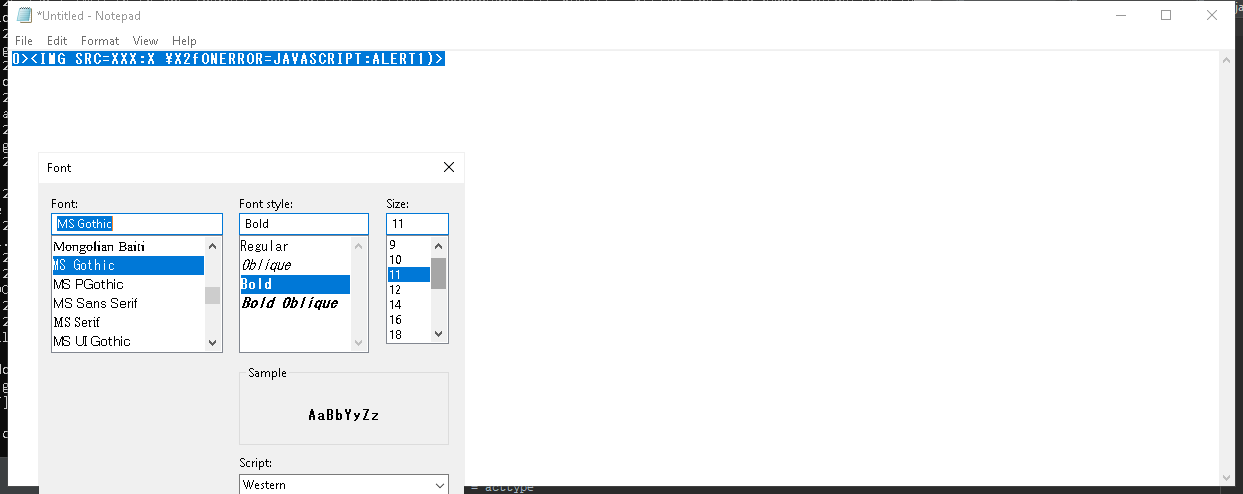 *Untitled - Notepad
File Edit Format View Help
0><IMG SRC=XXX:X ¥X2fONERROR=JAVASCRIPT:ALERT1)>
Font
Font: Font style: Size:
MS Gothic Bold 11
Mongolian Baiti Regular 9
MS Gothic Oblique 10
MS PGothic Bold 11
MS Sans Serif Bold Oblique 12
MS Serif 14
MS UI Gothic 16
18
Sample
AaBbYyZz
Script:
Western
= acttype